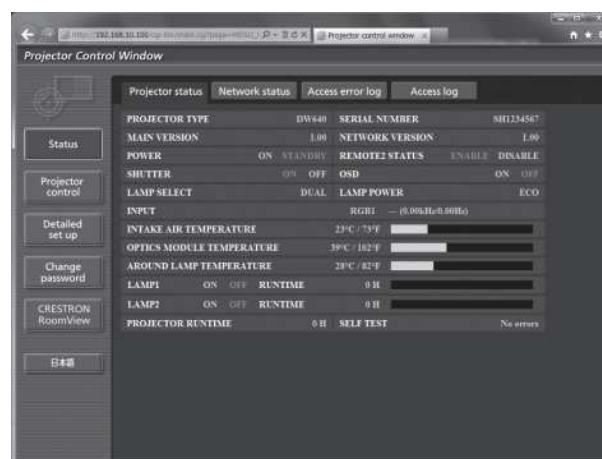 Projector control window
Projector Control Window
Projector status
Network status
Access error log
Access log
Status
Projector control
Detailed set up
Change password
CRESTRON RoomView
日本語
PROJECTOR TYPE DW640 SERIAL NUMBER SH1234567
MAIN VERSION 1.00 NETWORK VERSION 1.00
POWER ON STANDBY REMOTE2 STATUS ENABLE DISABLE
SHUTTER ON OFF OSD ON OFF
LAMP SELECT DUAL LAMP POWER ECO
INPUT RGB1 — (0.00kHz/0.00Hz)
INTAKE AIR TEMPERATURE 23°C / 73°F
OPTICS MODULE TEMPERATURE 39°C / 102°F
AROUND LAMP TEMPERATURE 28°C / 82°F
LAMP1 ON OFF RUNTIME 0 H
LAMP2 ON OFF RUNTIME 0 H
PROJECTOR RUNTIME 0 H SELF TEST No errors